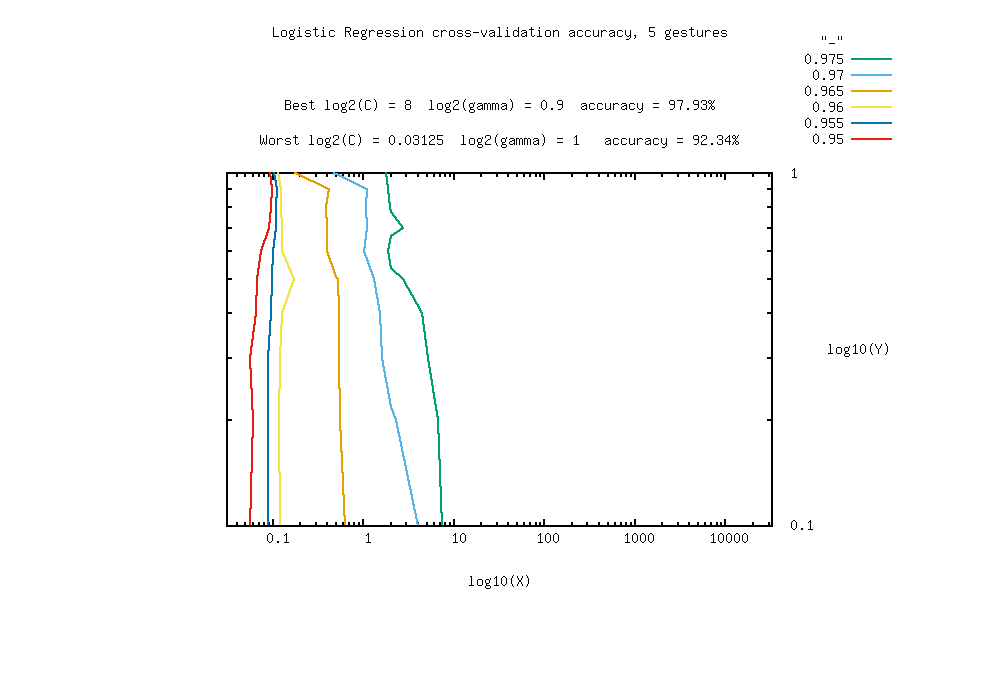 Logistic Regression cross-validation accuracy, 5 gestures
"_"
0.975
0.97
0.965
0.96
0.955
0.95
Best log2(C) = 8  log2(gamma) = 0.9  accuracy = 97.93%
Worst log2(C) = 0.03125  log2(gamma) = 1   accuracy = 92.34%
1
log10(Y)
0.1
0.1 1 10 100 1000 10000
log10(X)